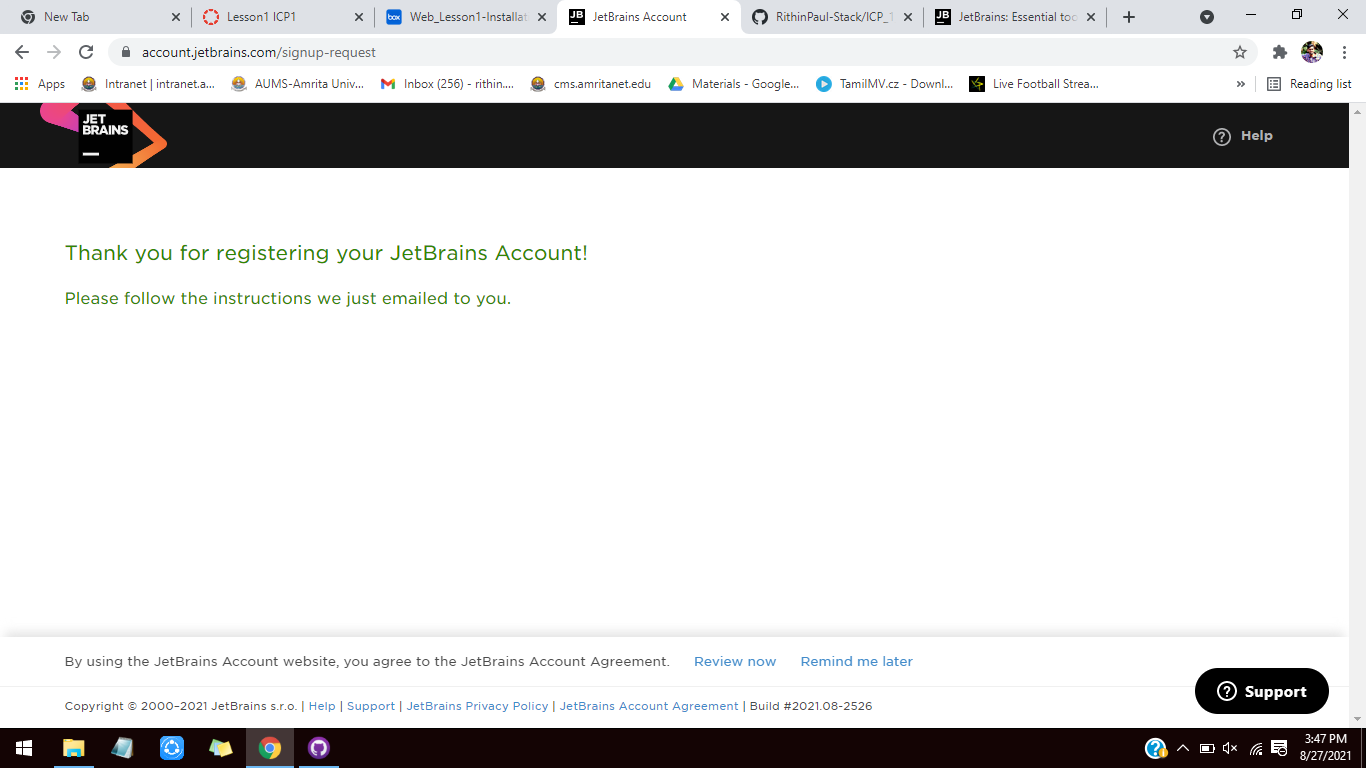 New Tab
Lesson1 ICP1
Web_Lesson1-Installat
JetBrains Account
RithinPaul-Stack/ICP_1
JetBrains: Essential too
account.jetbrains.com/signup-request
Apps
Intranet | intranet.a...
AUMS-Amrita Univ...
Inbox (256) - rithin....
cms.amritanet.edu
Materials - Google...
TamilMV.cz - Downl...
Live Football Strea...
»
Reading list
JET
BRAINS
Help
Thank you for registering your JetBrains Account!
Please follow the instructions we just emailed to you.
By using the JetBrains Account website, you agree to the JetBrains Account Agreement. Review now Remind me later
Support
Copyright © 2000–2021 JetBrains s.r.o. | Help | Support | JetBrains Privacy Policy | JetBrains Account Agreement | Build #2021.08-2526
3:47 PM
8/27/2021